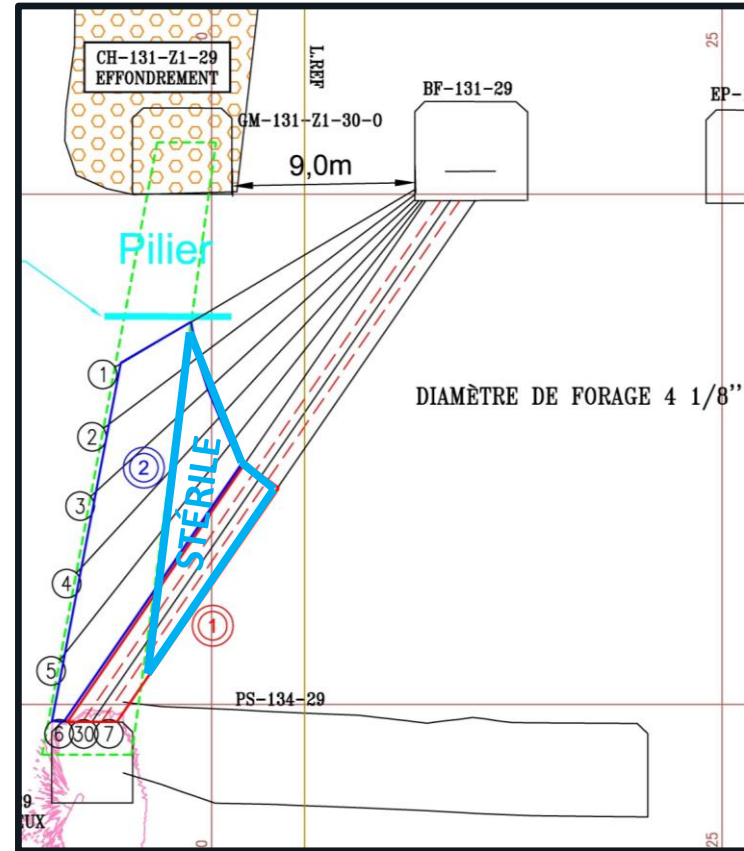 CH-131-Z1-29
EFFONDREMENT
0
L.REF
25
BF-131-29
EP-
GM-131-Z1-30-0
9,0m
Pilier
1
DIAMÈTRE DE FORAGE 4 1/8''
2
2
STÉRILE
3
4
1
5
PS-134-29
6
30
7
29
EUX
0
25